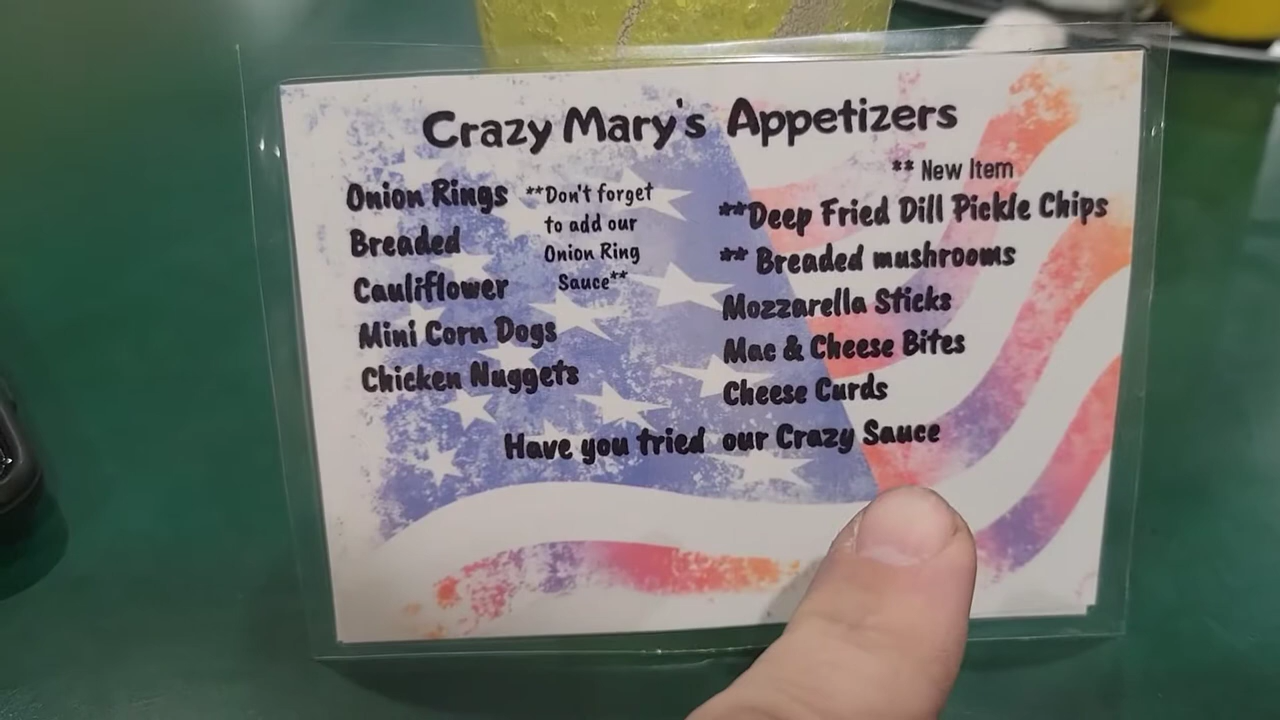 Crazy Mary's Appetizers
Onion Rings
Breaded
Cauliflower
Mini Corn Dogs
Chicken Nuggets
**Don't forget
to add our
Onion Ring
Sauce**
** New Item
**Deep Fried Dill Pickle Chips
** Breaded mushrooms
Mozzarella Sticks
Mac & Cheese Bites
Cheese Curds
Have you tried our Crazy Sauce